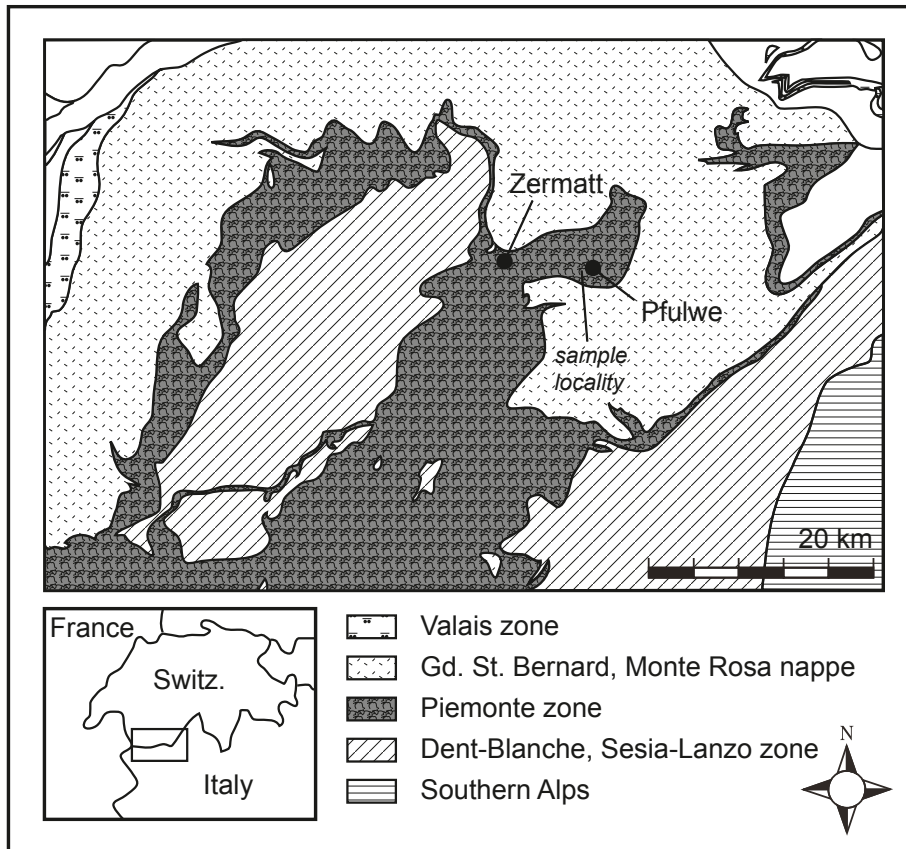 Zermatt
Pfulwe
sample
locality
20 km
France
Switz.
Italy
Valais zone
Gd. St. Bernard, Monte Rosa nappe
Piemonte zone
Dent-Blanche, Sesia-Lanzo zone
Southern Alps
N